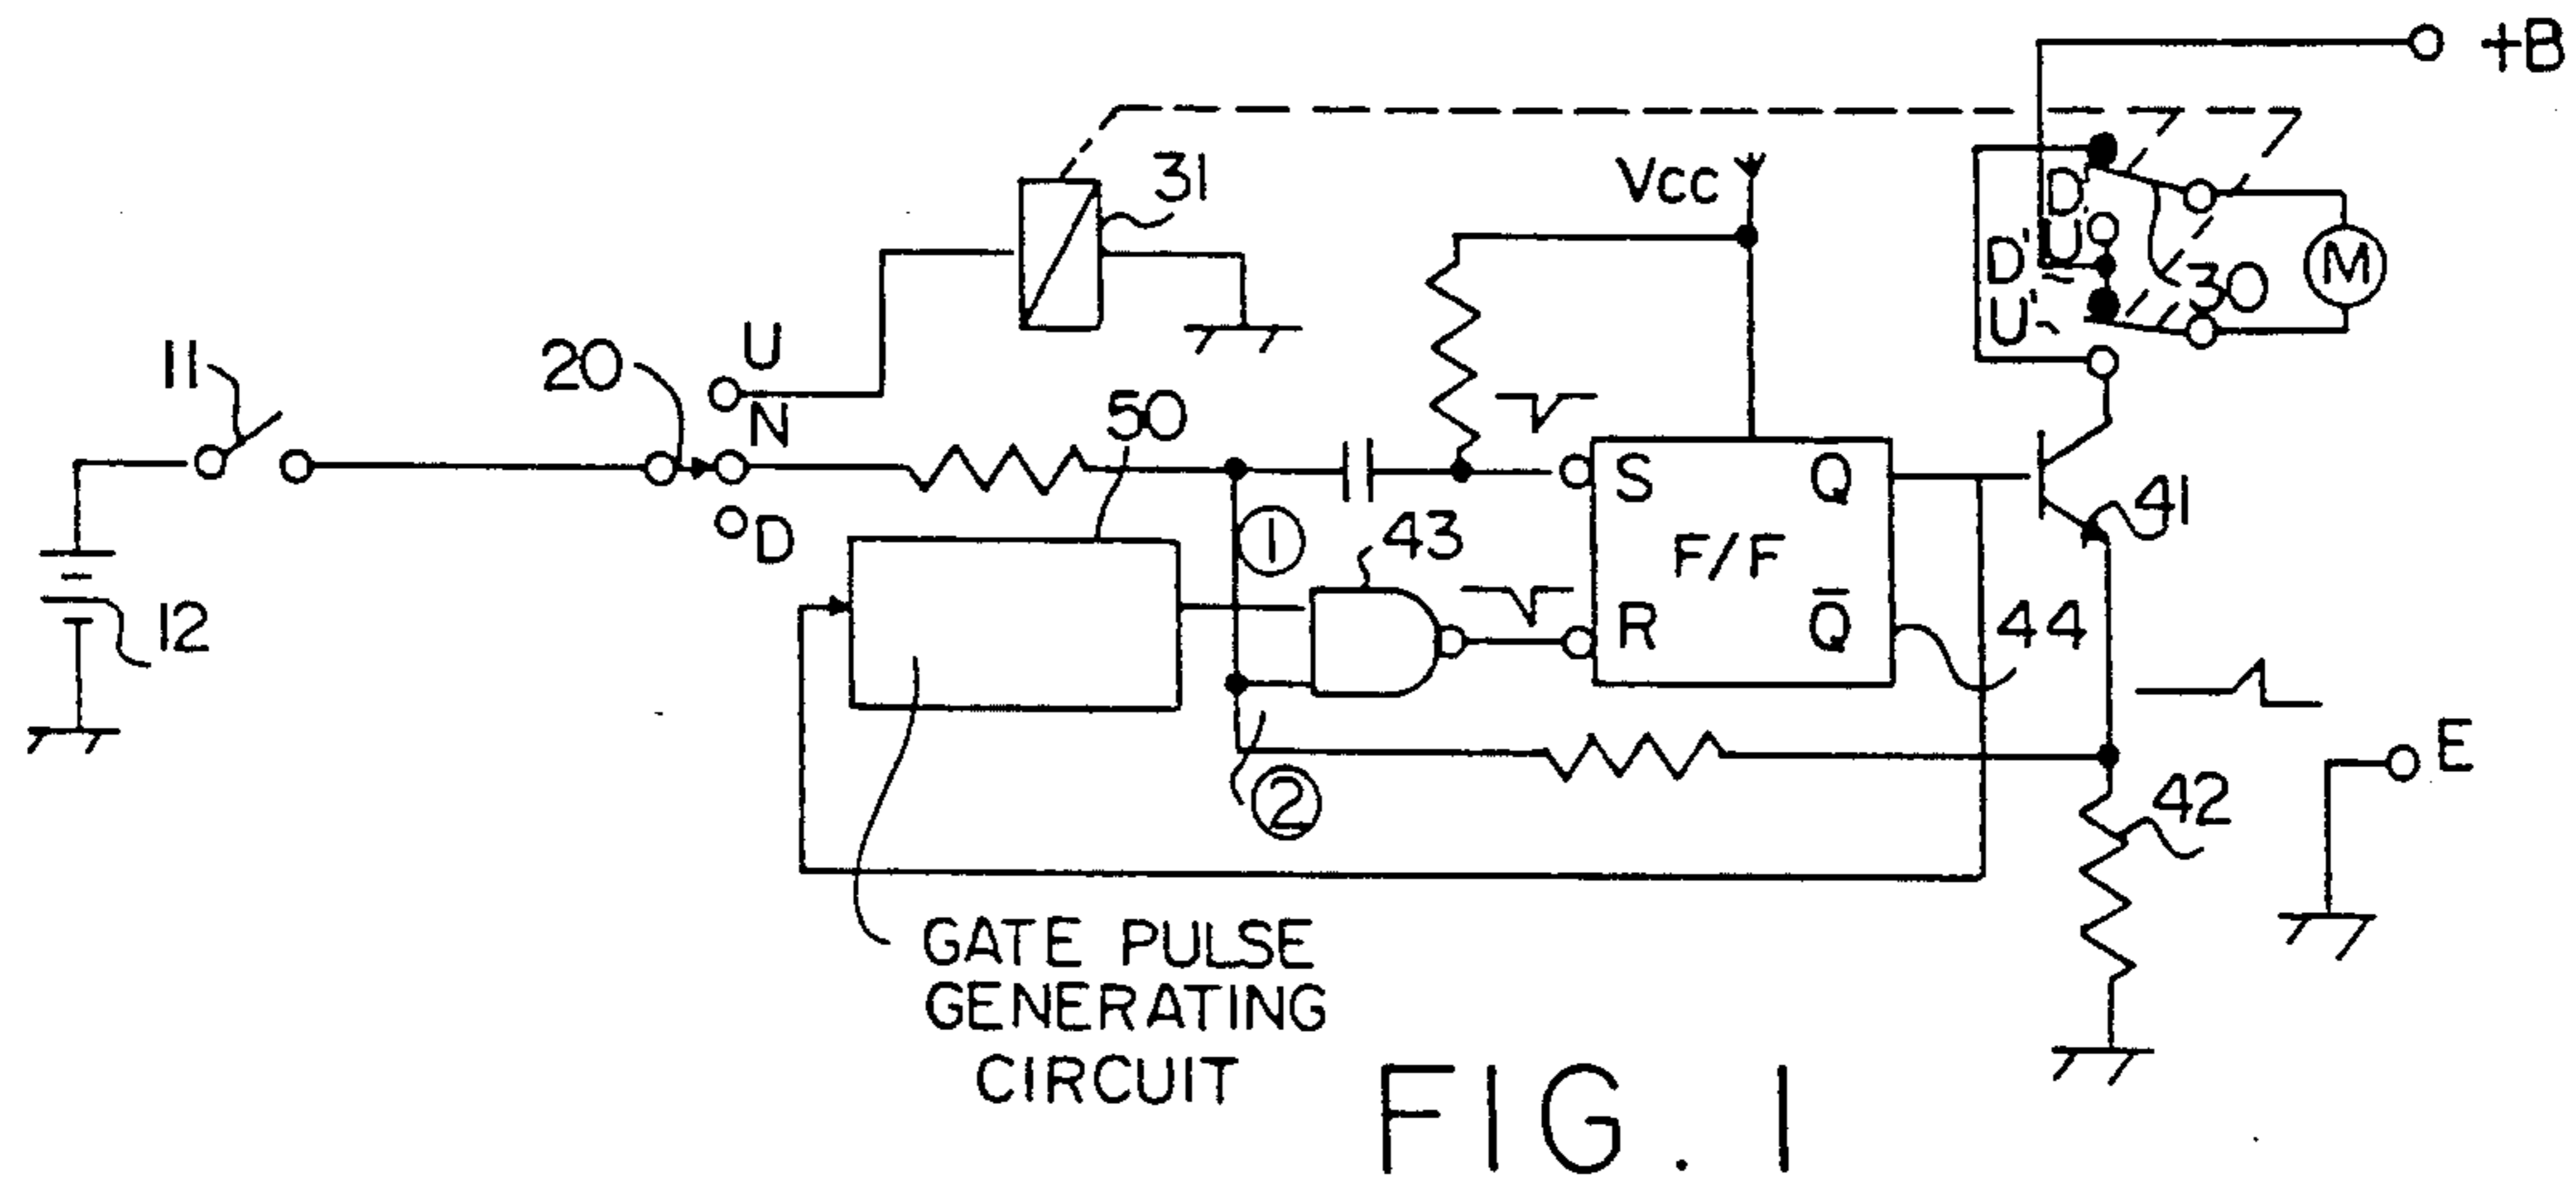 +B
31
Vcc
D
U
D'
U'
30
M
11
20
U
N
D
50
S
Q
F/F
R
Q̅
①
43
41
44
12
②
E
42
GATE PULSE
GENERATING
CIRCUIT
FIG. 1